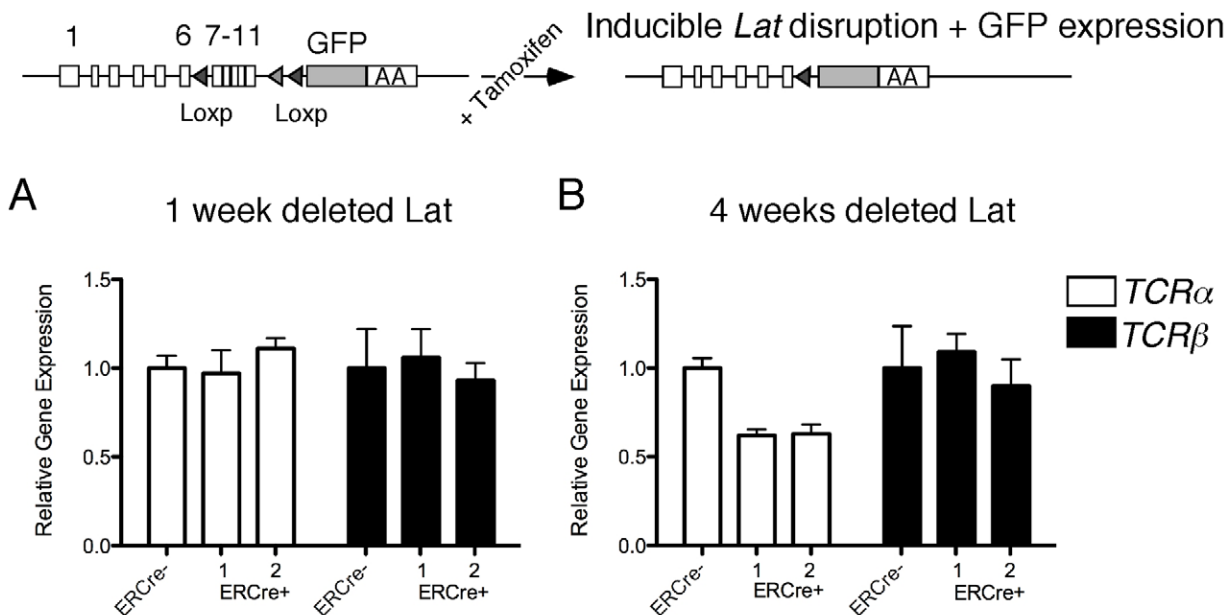 1 6 7-11 GFP
AA
Loxp Loxp
+ Tamoxifen
Inducible Lat disruption + GFP expression
AA
A 1 week deleted Lat
Relative Gene Expression
1.5
1.0
0.5
0.0
ERCre- 1 2 ERCre- 1 2
ERCre+ ERCre+
B 4 weeks deleted Lat
Relative Gene Expression
1.5
1.0
0.5
0.0
ERCre- 1 2 ERCre- 1 2
ERCre+ ERCre+
TCRα
TCRβ